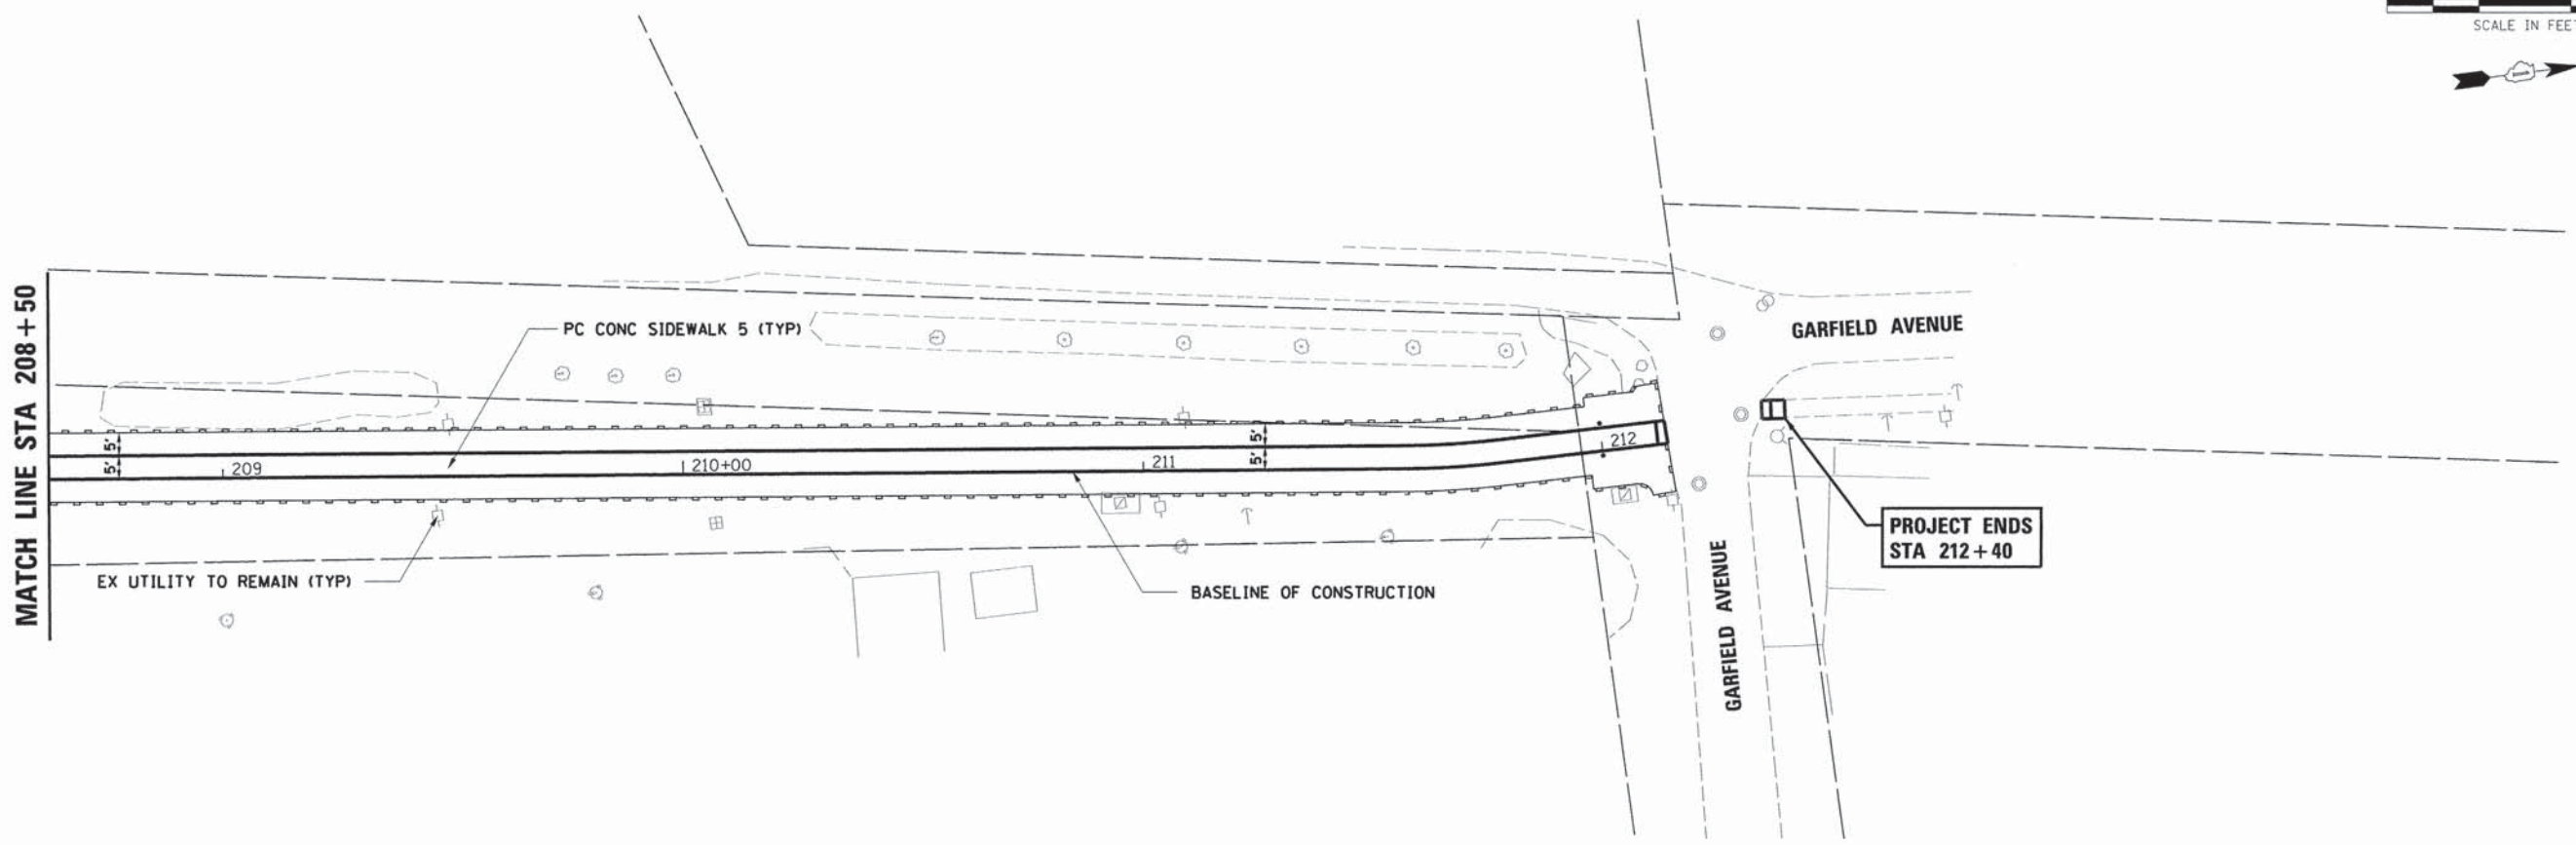 SCALE IN FEET
MATCH LINE STA 208+50
PC CONC SIDEWALK 5 (TYP)
GARFIELD AVENUE
5' 5'
209
210+00
211
5' 5'
212
EX UTILITY TO REMAIN (TYP)
BASELINE OF CONSTRUCTION
GARFIELD AVENUE
PROJECT ENDS
STA 212+40